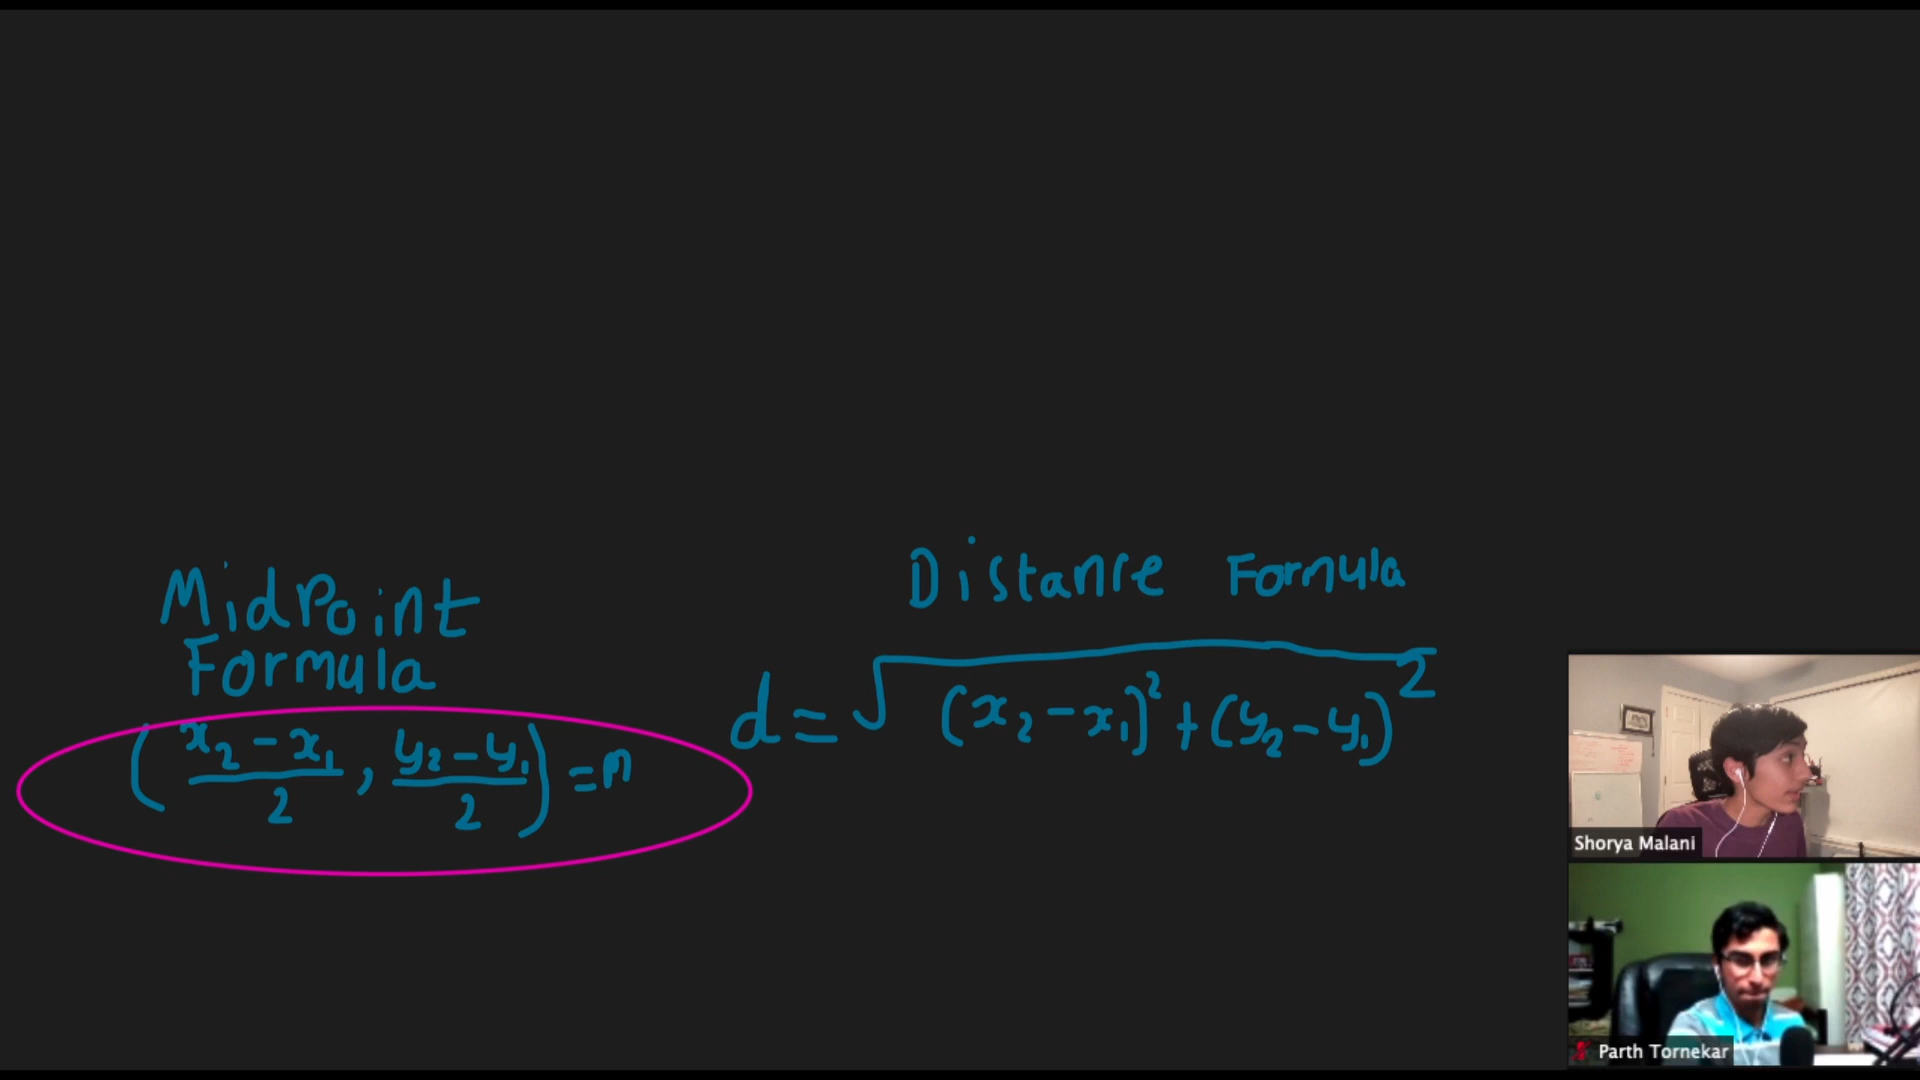 MidPoint
Formula
(x₂-x₁/2, y₂-y₁/2) = m
Distance Formula
d = √(x₂-x₁)² + (y₂-y₁)²
Shorya Malani
Parth Tornekar